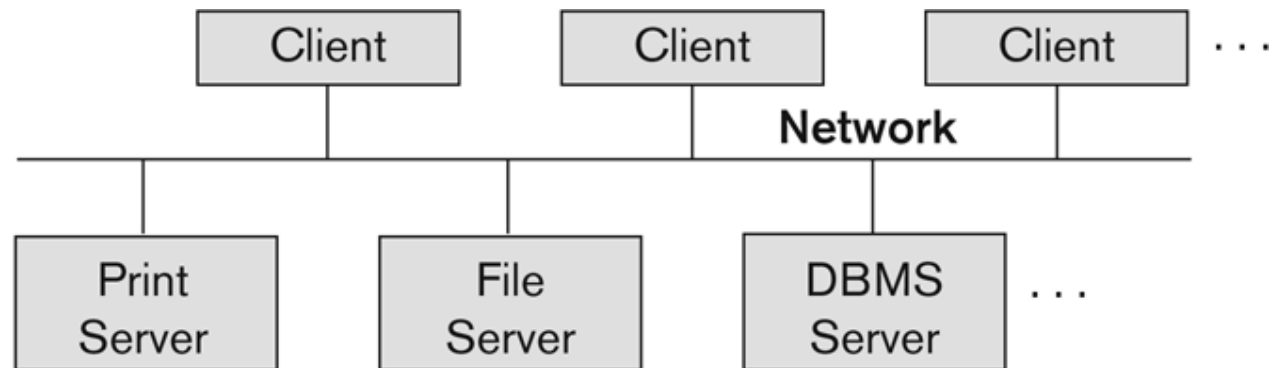 Client Client Client ...
Network
Print File DBMS ...
Server Server Server